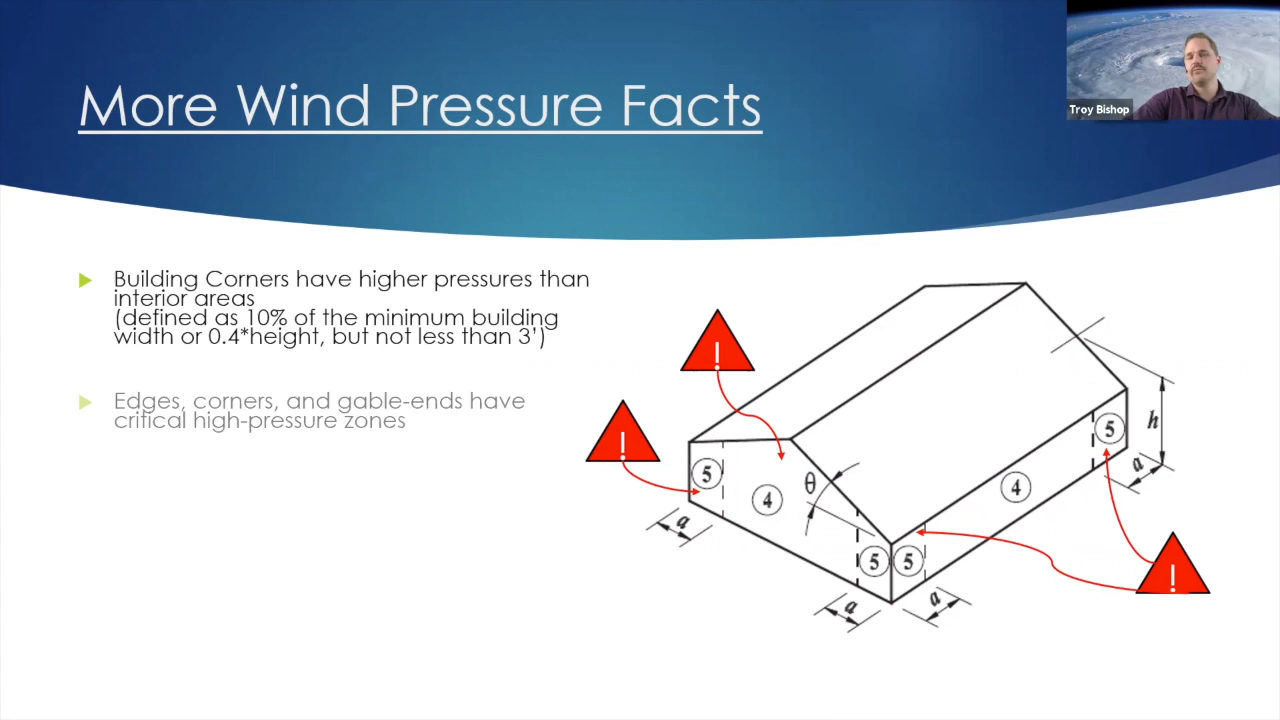 More Wind Pressure Facts
Troy Bishop
Building Corners have higher pressures than
interior areas
(defined as 10% of the minimum building
width or 0.4*height, but not less than 3')
Edges, corners, and gable-ends have
critical high-pressure zones
!
!
5
4
θ
5
5
4
5
h
a
a
a
a
!